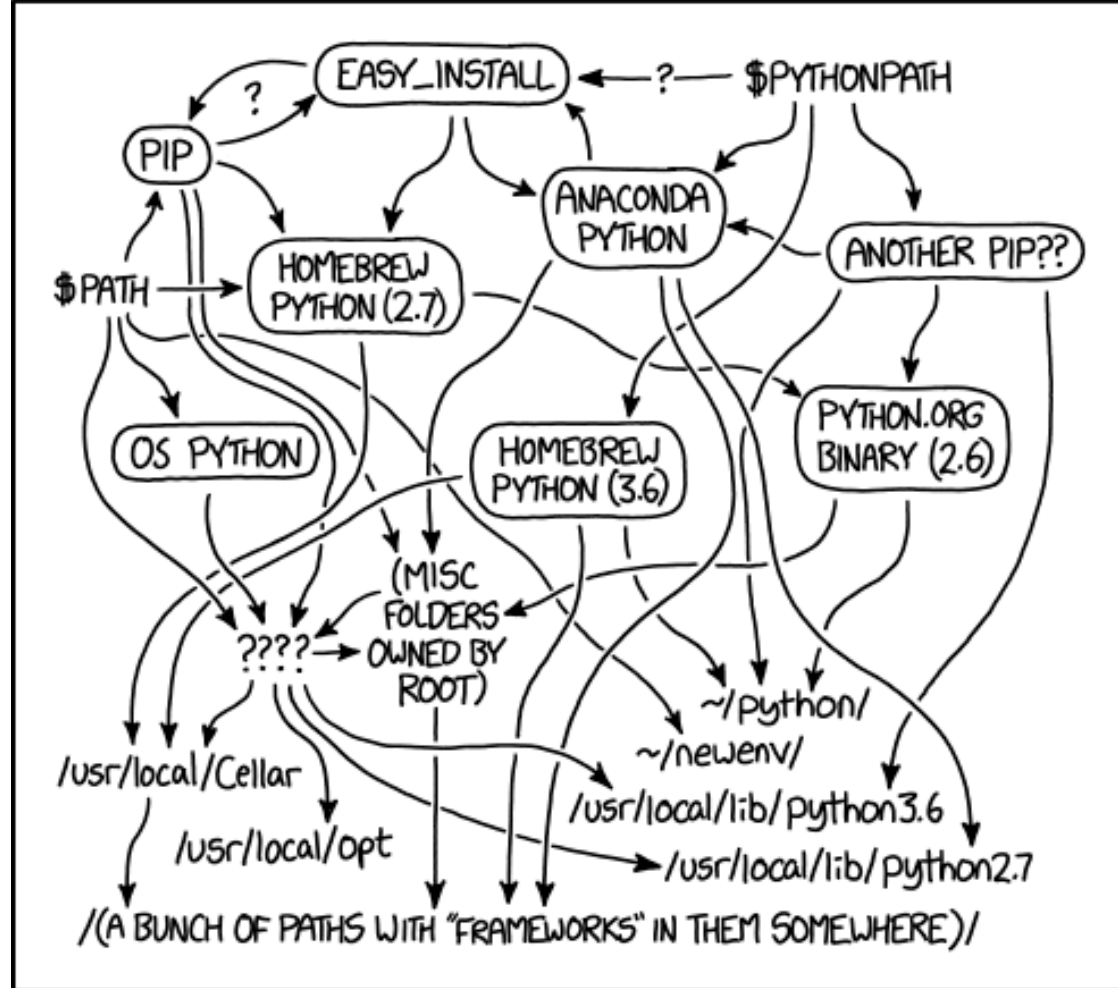 EASY_INSTALL
?
$PYTHONPATH
?
PIP
ANACONDA
PYTHON
ANOTHER PIP??
HOMEBREW
PYTHON (2.7)
$PATH
OS PYTHON
HOMEBREW
PYTHON (3.6)
PYTHON.ORG
BINARY (2.6)
(MISC
FOLDERS
OWNED BY
ROOT)
????
~/python/
~/newenv/
/usr/local/Cellar
/usr/local/lib/python3.6
/usr/local/opt
/usr/local/lib/python2.7
/(A BUNCH OF PATHS WITH "FRAMEWORKS" IN THEM SOMEWHERE)/